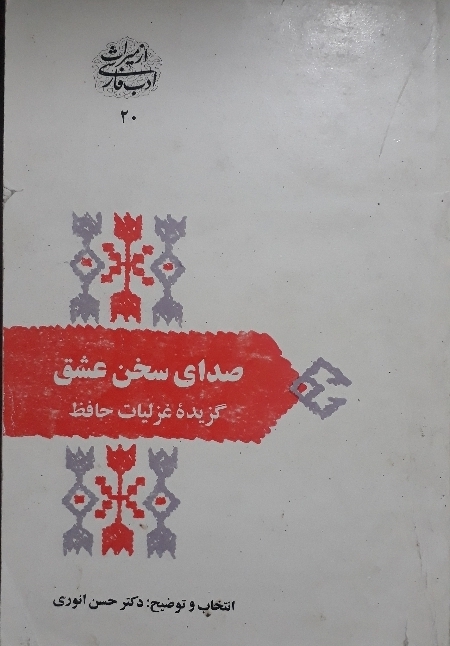 از میراث
ادب فارسی
۲۰
صدای سخن عشق
گزیدهٔ غزلیات حافظ
انتخاب و توضیح: دکتر حسن انوری